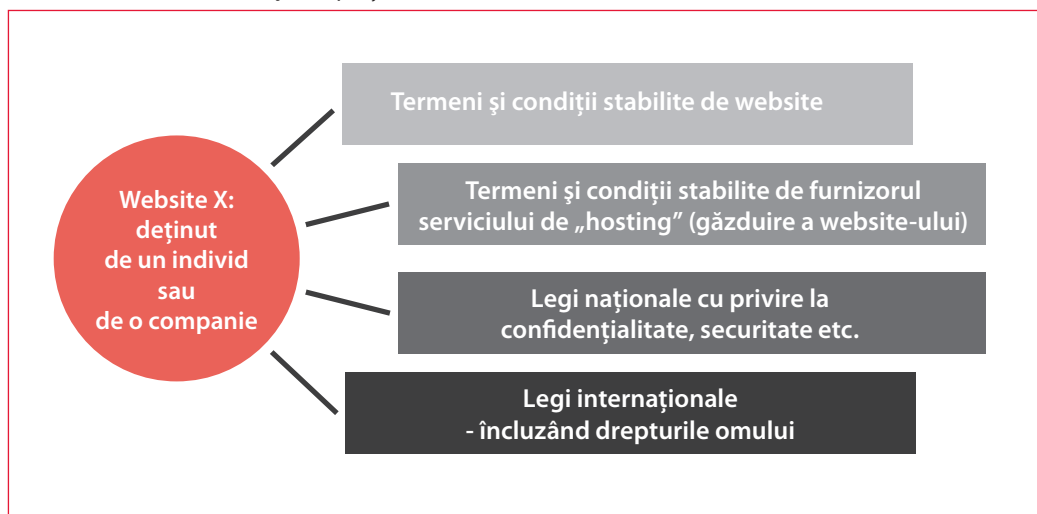 Termeni şi condiții stabilite de website
Termeni şi condiții stabilite de furnizorul
serviciului de „hosting” (găzduire a website-ului)
Website X:
deținut
de un individ
sau
de o companie
Legi naționale cu privire la
confidențialitate, securitate etc.
Legi internaționale
- încluzând drepturile omului